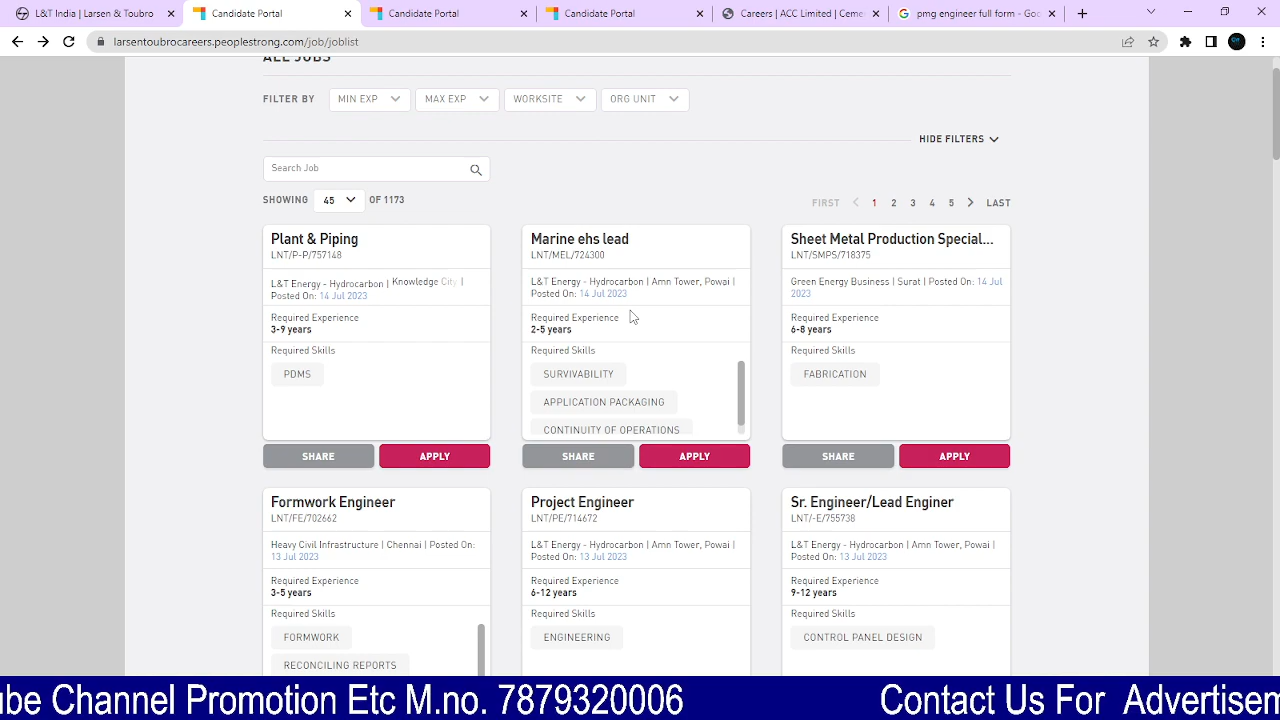 L&T India | Larsen & Toubro
Candidate Portal
Candidate Portal
Candidate Portal
Careers | ACC Limited | Ceme
pmg engineer full form - Goo
larsentoubrocareers.peoplestrong.com/job/joblist
ALL JOBS
FILTER BY MIN EXP MAX EXP WORKSITE ORG UNIT
HIDE FILTERS
Search Job
SHOWING 45 OF 1173
FIRST 1 2 3 4 5 LAST
Plant & Piping
LNT/P-P/757148
L&T Energy - Hydrocarbon | Knowledge City |
Posted On: 14 Jul 2023
Required Experience
3-9 years
Required Skills
PDMS
SHARE APPLY
Marine ehs lead
LNT/MEL/724300
L&T Energy - Hydrocarbon | Amn Tower, Powai |
Posted On: 14 Jul 2023
Required Experience
2-5 years
Required Skills
SURVIVABILITY
APPLICATION PACKAGING
CONTINUITY OF OPERATIONS
SHARE APPLY
Sheet Metal Production Special...
LNT/SMPS/718375
Green Energy Business | Surat | Posted On: 14 Jul
2023
Required Experience
6-8 years
Required Skills
FABRICATION
SHARE APPLY
Formwork Engineer
LNT/FE/702662
Heavy Civil Infrastructure | Chennai | Posted On:
13 Jul 2023
Required Experience
3-5 years
Required Skills
FORMWORK
RECONCILING REPORTS
Project Engineer
LNT/PE/714672
L&T Energy - Hydrocarbon | Amn Tower, Powai |
Posted On: 13 Jul 2023
Required Experience
6-12 years
Required Skills
ENGINEERING
Sr. Engineer/Lead Enginer
LNT/-E/755738
L&T Energy - Hydrocarbon | Amn Tower, Powai |
Posted On: 13 Jul 2023
Required Experience
9-12 years
Required Skills
CONTROL PANEL DESIGN
ube Channel Promotion Etc M.no. 7879320006 Contact Us For Advertisem